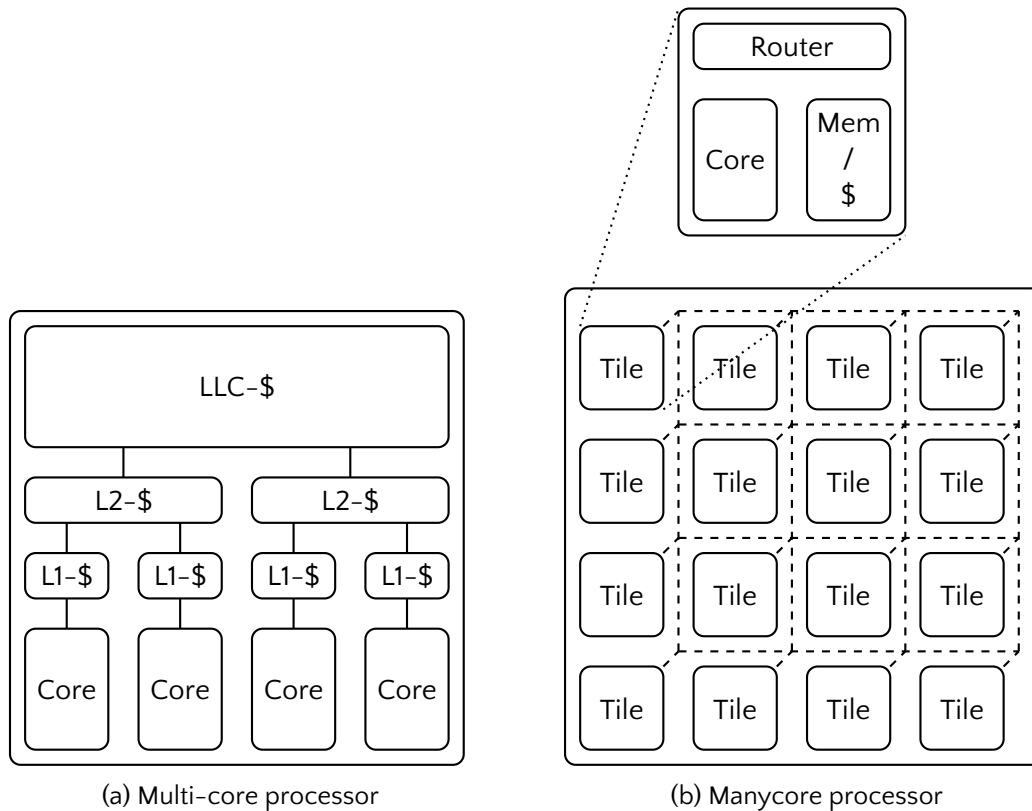 Router
Core
Mem
/
$
LLC-$
L2-$ L2-$
L1-$ L1-$ L1-$ L1-$
Core Core Core Core
(a) Multi-core processor
Tile Tile Tile Tile
Tile Tile Tile Tile
Tile Tile Tile Tile
Tile Tile Tile Tile
(b) Manycore processor